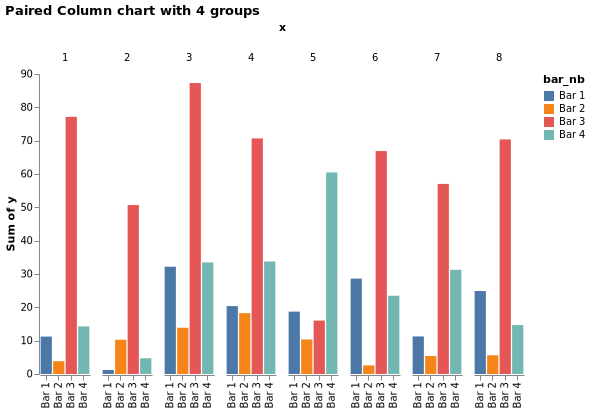 Paired Column chart with 4 groups
x
1 2 3 4 5 6 7 8
90
80
70
60
50
40
30
20
10
0
Sum of y
Bar 1 Bar 2 Bar 3 Bar 4 Bar 1 Bar 2 Bar 3 Bar 4 Bar 1 Bar 2 Bar 3 Bar 4 Bar 1 Bar 2 Bar 3 Bar 4 Bar 1 Bar 2 Bar 3 Bar 4 Bar 1 Bar 2 Bar 3 Bar 4 Bar 1 Bar 2 Bar 3 Bar 4 Bar 1 Bar 2 Bar 3 Bar 4
bar_nb
Bar 1
Bar 2
Bar 3
Bar 4